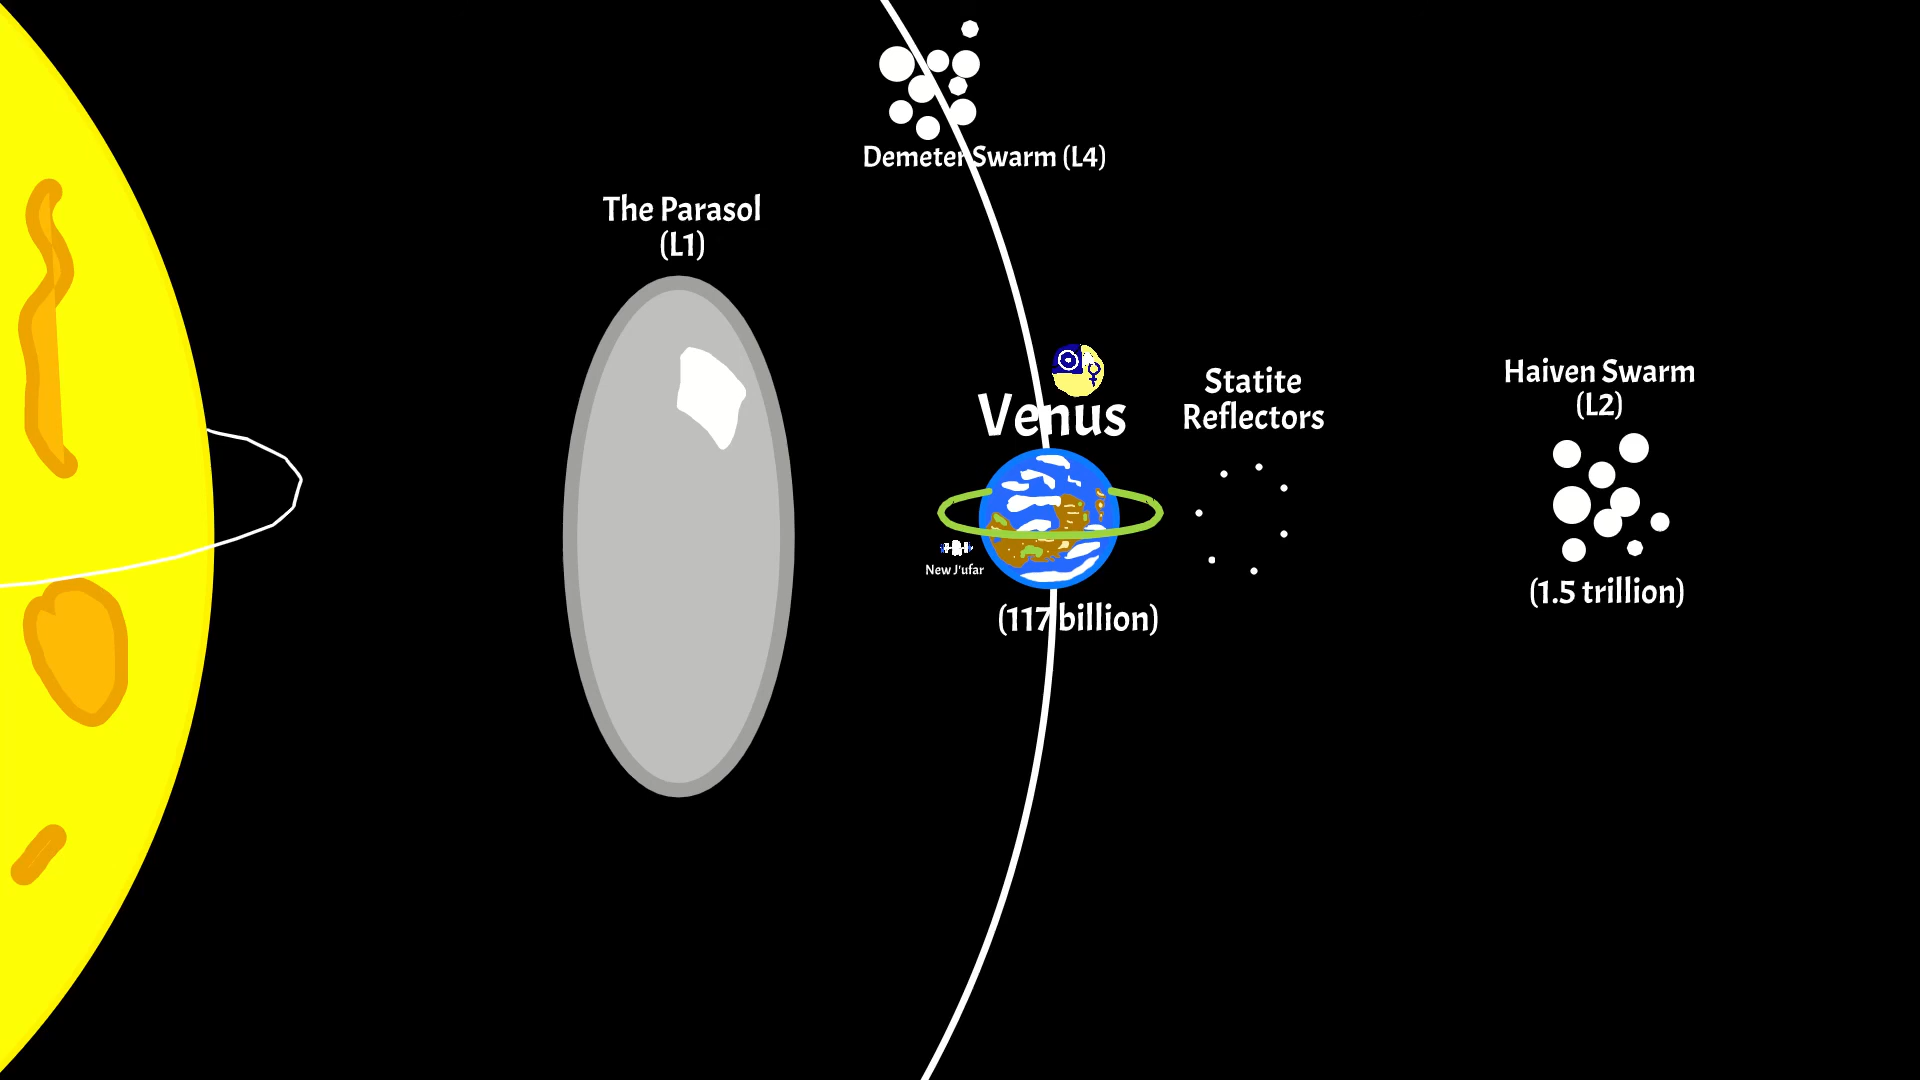 Demeter Swarm (L4)
The Parasol
(L1)
Venus
Statite
Reflectors
Haiven Swarm
(L2)
New J'ufar
(117 billion)
(1.5 trillion)